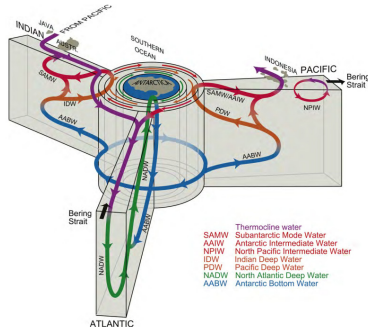 JAVA
FROM PACIFIC
INDIAN
AUSTR.
SOUTHERN
OCEAN
ANTARCTICA
INDONESIA
PACIFIC
Bering
Strait
SAMW
IDW
AABW
SAMW/AAIW
PDW
NPIW
AABW
NADW
NADW
AABW
Bering
Strait
ATLANTIC
Thermocline water
SAMW Subantarctic Mode Water
AAIW Antarctic Intermediate Water
NPIW North Pacific Intermediate Water
IDW Indian Deep Water
PDW Pacific Deep Water
NADW North Atlantic Deep Water
AABW Antarctic Bottom Water